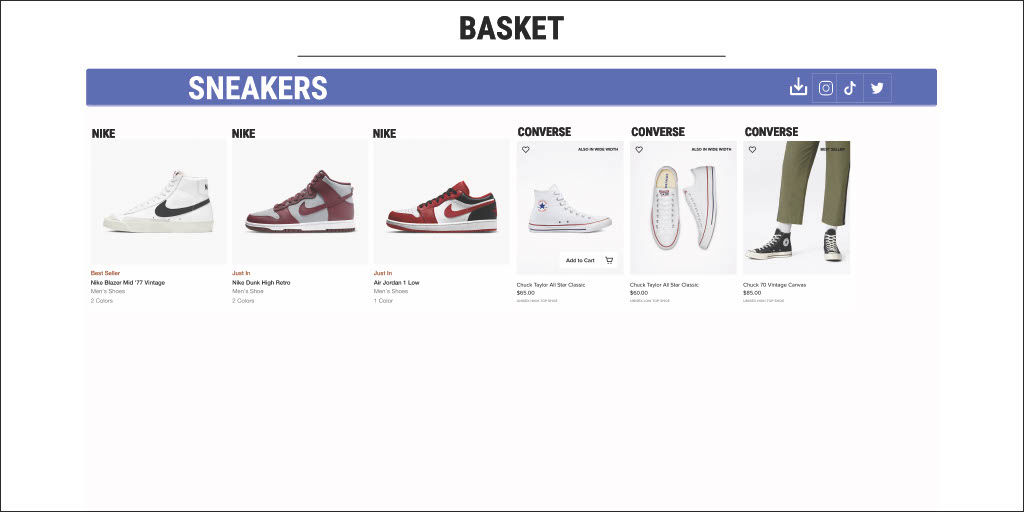 BASKET
SNEAKERS
NIKE
NIKE
NIKE
CONVERSE
CONVERSE
CONVERSE
ALSO IN WIDE WIDTH
ALSO IN WIDE WIDTH
BEST SELLER
Add to Cart
Best Seller
Nike Blazer Mid '77 Vintage
Men's Shoes
2 Colors
Just In
Nike Dunk High Retro
Men's Shoe
2 Colors
Just In
Air Jordan 1 Low
Men's Shoes
1 Color
Chuck Taylor All Star Classic
$65.00
UNISEX HIGH TOP SHOE
Chuck Taylor All Star Classic
$60.00
UNISEX LOW TOP SHOE
Chuck 70 Vintage Canvas
$85.00
UNISEX HIGH TOP SHOE